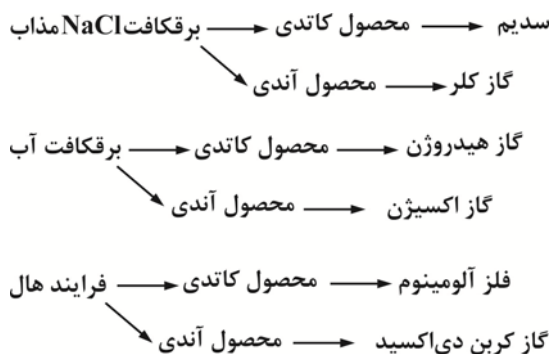 برقکافت NaCl مذاب ⟶ محصول کاتدی ⟶ سدیم
محصول آندی ⟶ گاز کلر
برقکافت آب ⟶ محصول کاتدی ⟶ گاز هیدروژن
محصول آندی ⟶ گاز اکسیژن
فرایند هال ⟶ محصول کاتدی ⟶ فلز آلومینوم
محصول آندی ⟶ گاز کربن دی‌اکسید